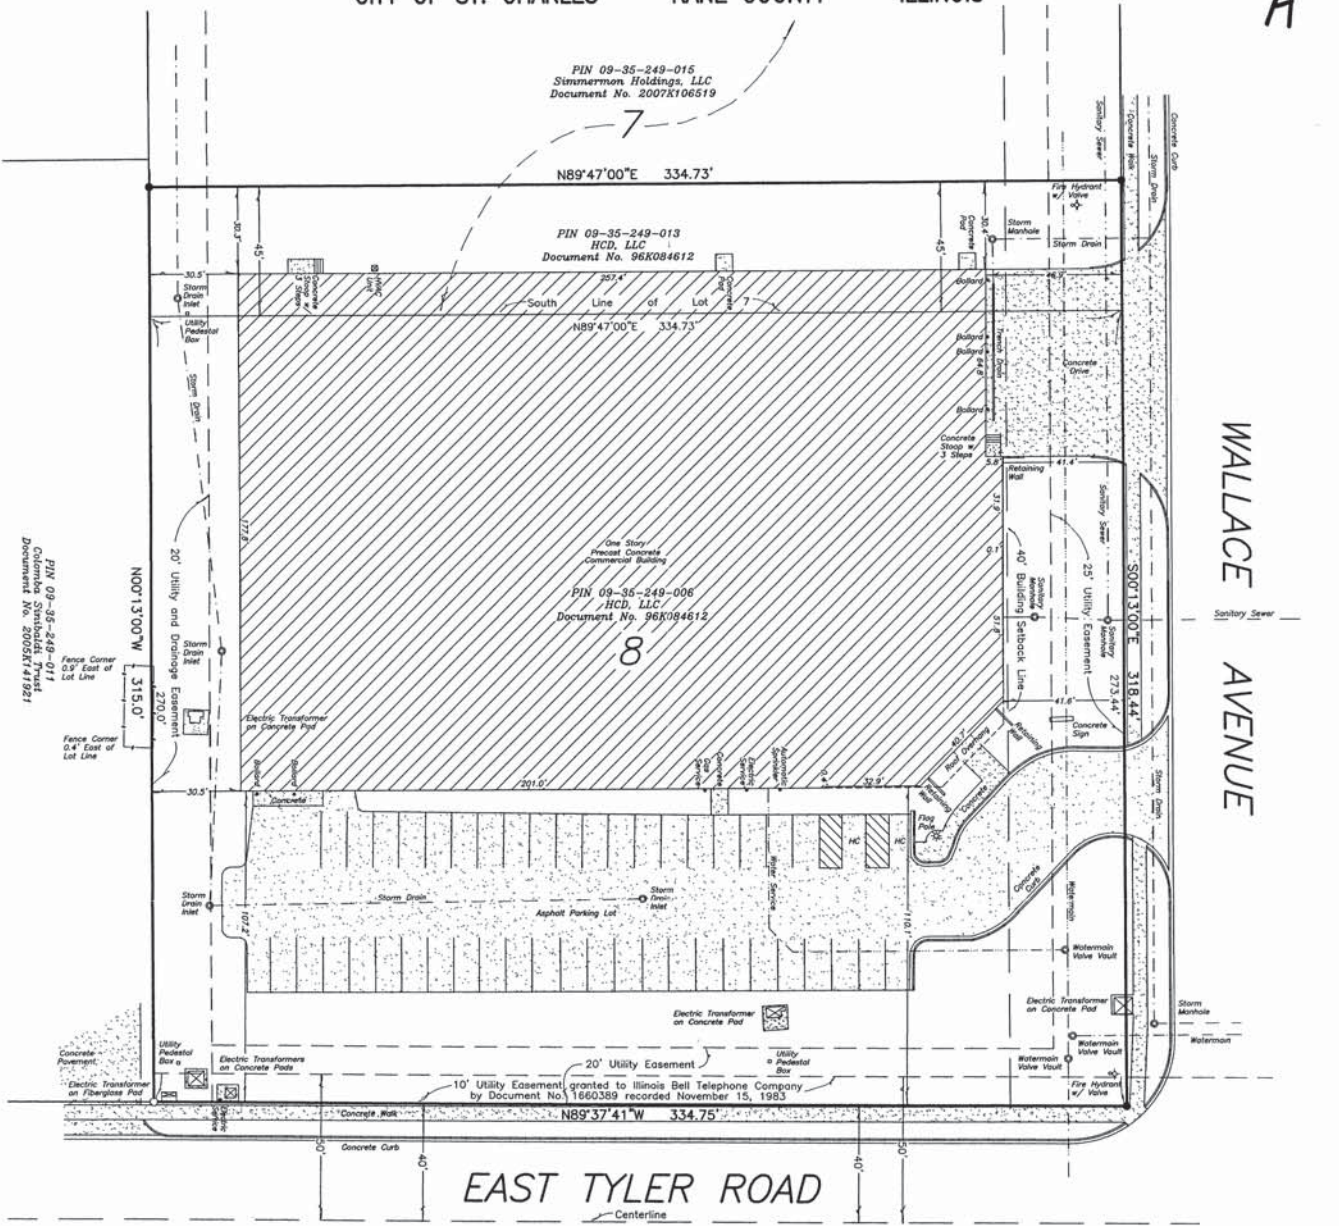 CITY OF ST. CHARLES KANE COUNTY ILLINOIS
A
PIN 09-35-249-015
Simmermon Holdings, LLC
Document No. 2007K106519
7
N89°47'00"E 334.73'
PIN 09-35-249-013
HCD, LLC
Document No. 96K084612
Sanitary Sewer
Concrete Walk
Concrete Curb
Storm Drain
Fire Hydrant
w/ Valve
Storm
Manhole
Storm Drain
Concrete
Pad
30.4'
45'
30.3'
45'
30.5'
Concrete
Stoop w/
3 Steps
HVAC
Unit
257.4'
Concrete
Pad
Bollard
46.9'
Storm
Drain
Inlet
Utility
Pedestal
Box
South Line of Lot 7
N89°47'00"E 334.73'
Bollard
Bollard
64.8'
Trench Drain
Concrete
Drive
Bollard
Storm Drain
Concrete
Stoop w/
3 Steps
5.8'
41.4'
Retaining
Wall
WALLACE AVENUE
177.8'
31.9'
0.1'
31.8'
Sanitary Sewer
One Story
Precast Concrete
Commercial Building
PIN 09-35-249-006
HCD, LLC
Document No. 96K084612
8
40' Building Setback Line
Sanitary
Manhole
25' Utility Easement
Sanitary
Manhole
S00°13'00"E 318.44'
273.44'
Sanitary Sewer
PIN 09-35-249-011
Colomba Sinibaldi Trust
Document No. 2005K141921
N00°13'00"W 315.0'
270.0'
20' Utility and Drainage Easement
Storm
Drain
Inlet
Fence Corner
0.9' East of
Lot Line
Fence Corner
0.4' East of
Lot Line
Electric Transformer
on Concrete Pad
41.6'
Concrete
Sign
Retaining
Wall
40.7'
Roof Overhang
Retaining
Wall
Concrete
Storm Drain
30.5'
Bollard
Bollard
Concrete
201.0'
Gas
Service
Concrete
Electric
Service
Automatic
Sprinkler
0.4'
32.9'
Flag
Pole
HC
HC
Water Service
Concrete
Curb
Watermain
Storm
Drain
Inlet
Storm Drain
Storm
Drain
Inlet
Asphalt Parking Lot
107.2'
110.1'
Watermain
Valve Vault
Electric Transformer
on Concrete Pad
Electric Transformer
on Concrete Pad
Storm
Manhole
Watermain
Watermain
Valve Vault
Watermain
Valve Vault
Fire Hydrant
w/ Valve
Concrete
Pavement
Utility
Pedestal
Box
Electric Transformers
on Concrete Pads
20' Utility Easement
Utility
Pedestal
Box
Electric Transformer
on Fiberglass Pad
10' Utility Easement granted to Illinois Bell Telephone Company
by Document No. 1660389 recorded November 15, 1983
Concrete Walk
N89°37'41"W 334.75'
Concrete Curb
50'
40'
40'
50'
EAST TYLER ROAD
Centerline